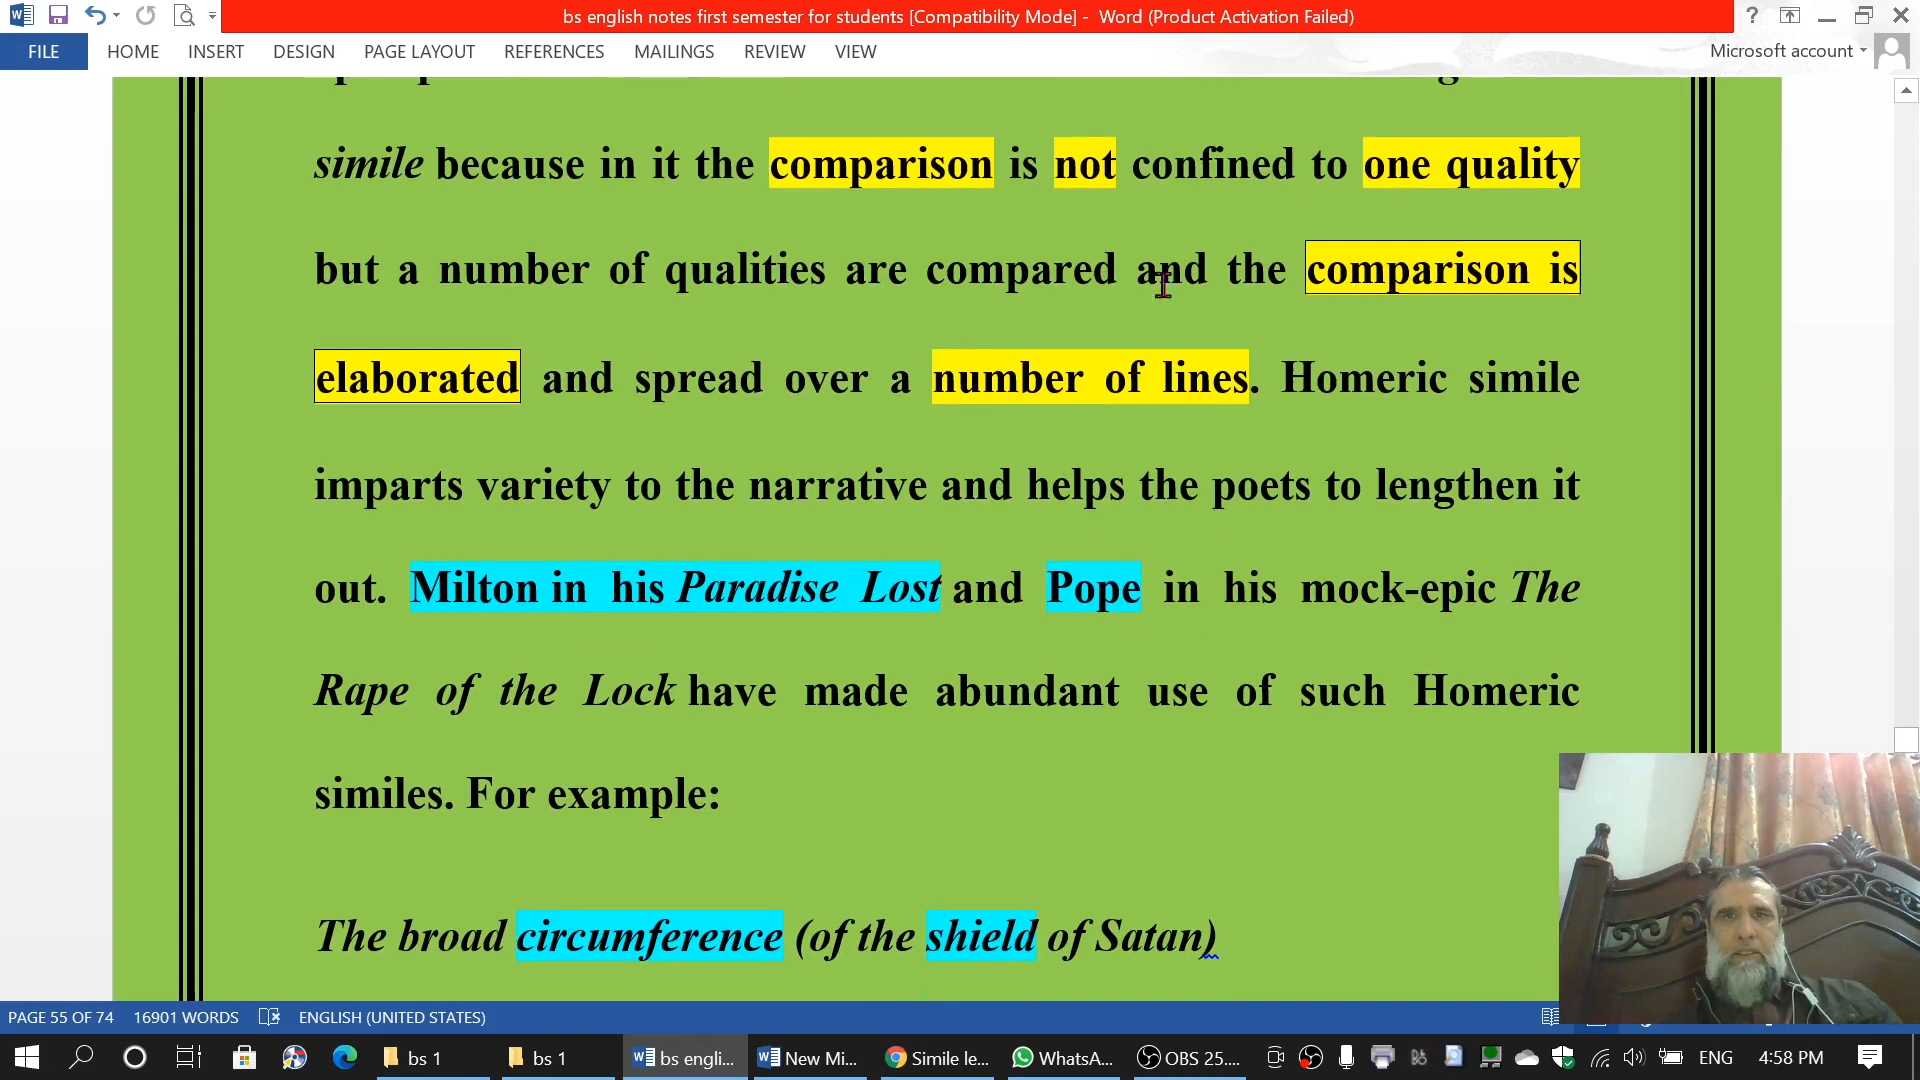 bs english notes first semester for students [Compatibility Mode] - Word (Product Activation Failed)
FILE HOME INSERT DESIGN PAGE LAYOUT REFERENCES MAILINGS REVIEW VIEW Microsoft account
simile because in it the comparison is not confined to one quality
but a number of qualities are compared and the comparison is
elaborated and spread over a number of lines. Homeric simile
imparts variety to the narrative and helps the poets to lengthen it
out. Milton in his Paradise Lost and Pope in his mock-epic The
Rape of the Lock have made abundant use of such Homeric
similes. For example:
The broad circumference (of the shield of Satan)
PAGE 55 OF 74 16901 WORDS ENGLISH (UNITED STATES)
bs 1 bs 1 bs engli... New Mi... Simile le... WhatsA... OBS 25.... ENG 4:58 PM